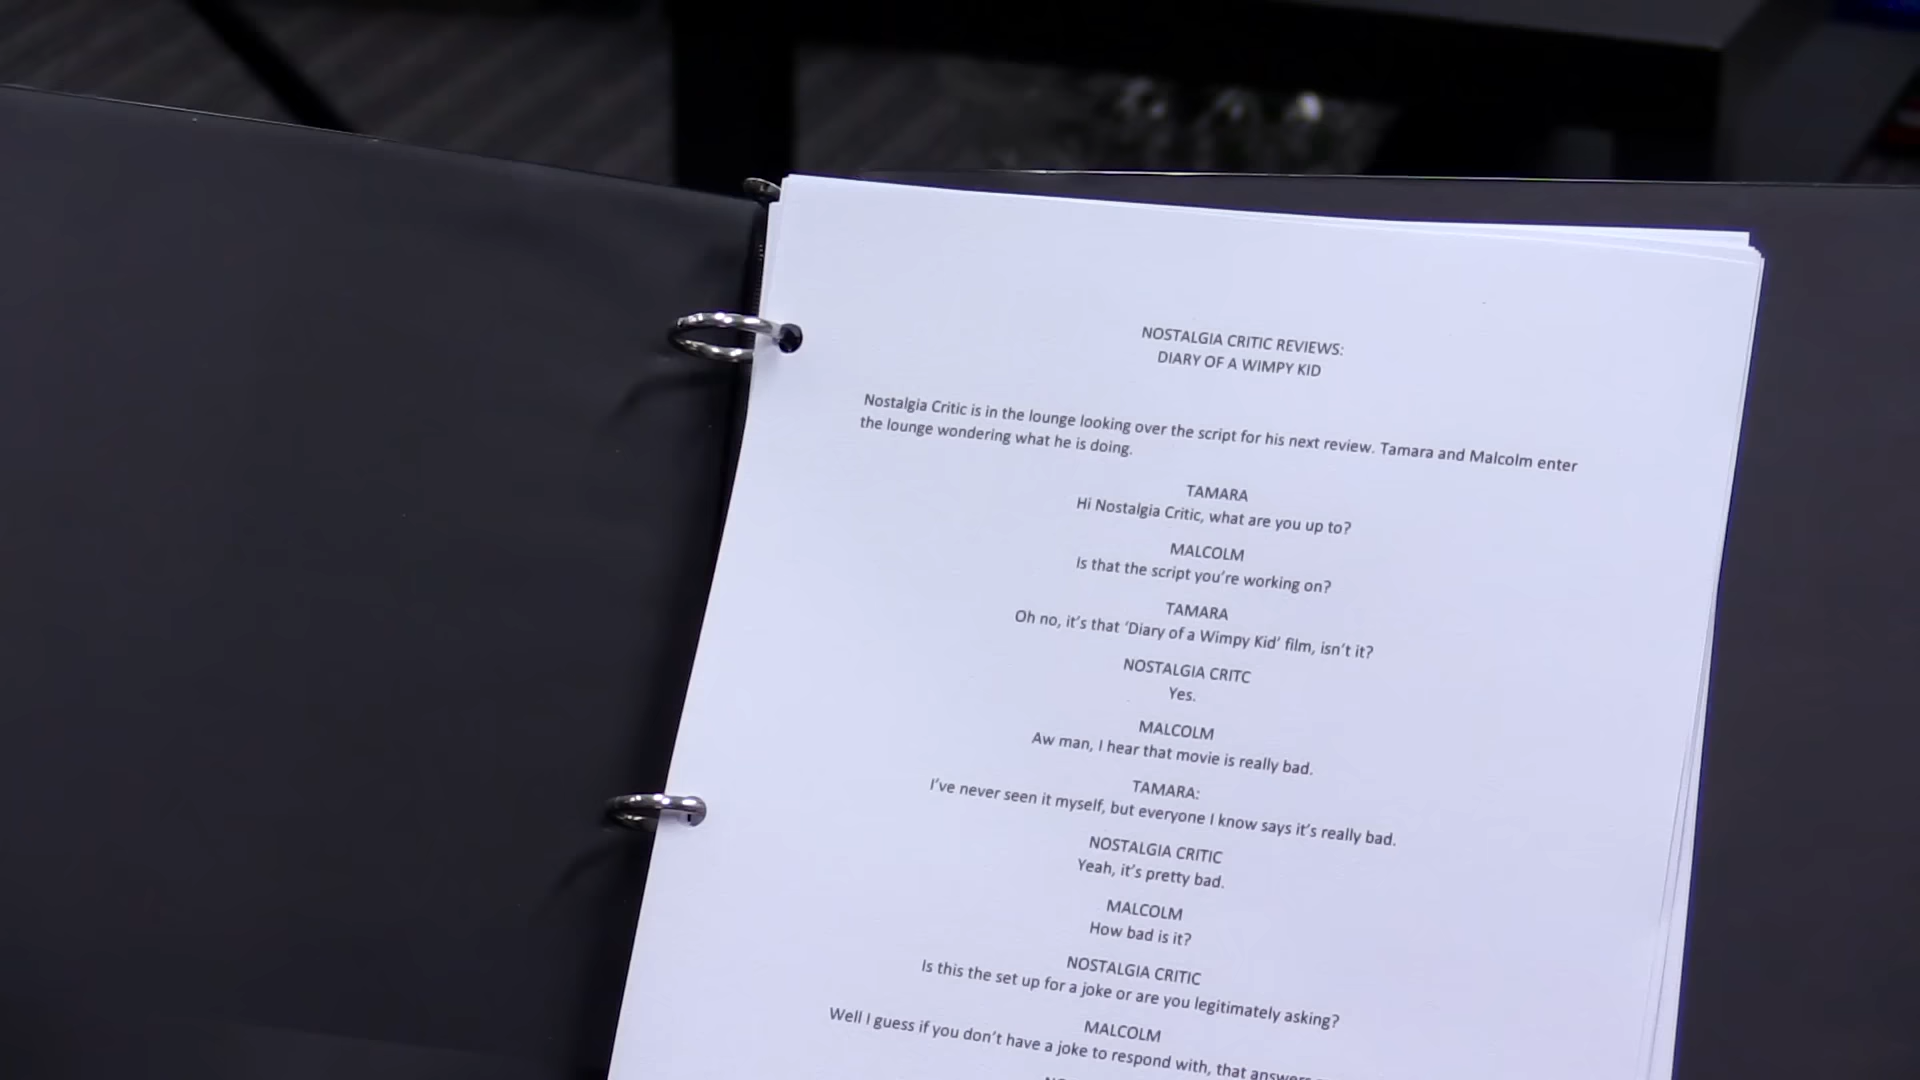 NOSTALGIA CRITIC REVIEWS:
DIARY OF A WIMPY KID
Nostalgia Critic is in the lounge looking over the script for his next review. Tamara and Malcolm enter
the lounge wondering what he is doing.
TAMARA
Hi Nostalgia Critic, what are you up to?
MALCOLM
Is that the script you're working on?
TAMARA
Oh no, it's that 'Diary of a Wimpy Kid' film, isn't it?
NOSTALGIA CRITC
Yes.
MALCOLM
Aw man, I hear that movie is really bad.
TAMARA:
I've never seen it myself, but everyone I know says it's really bad.
NOSTALGIA CRITIC
Yeah, it's pretty bad.
MALCOLM
How bad is it?
NOSTALGIA CRITIC
Is this the set up for a joke or are you legitimately asking?
MALCOLM
Well I guess if you don't have a joke to respond with, that